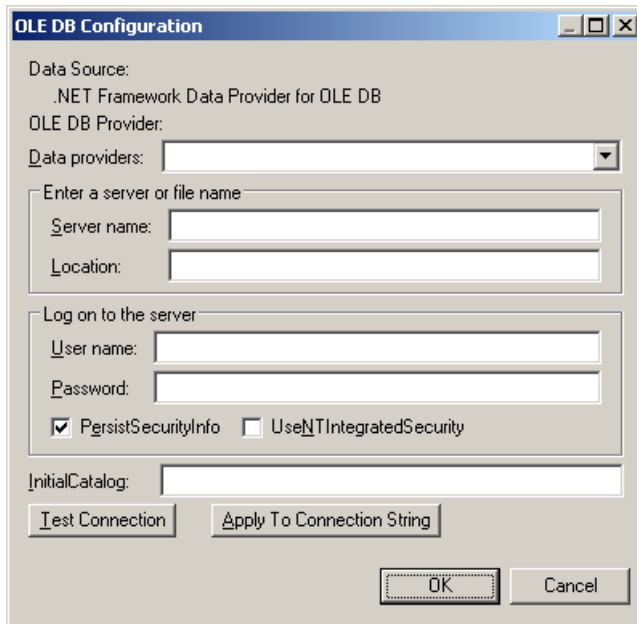 OLE DB Configuration
Data Source:
.NET Framework Data Provider for OLE DB
OLE DB Provider:
Data providers:
Enter a server or file name
Server name:
Location:
Log on to the server
User name:
Password:
PersistSecurityInfo UseNTIntegratedSecurity
InitialCatalog:
Test Connection Apply To Connection String
OK Cancel